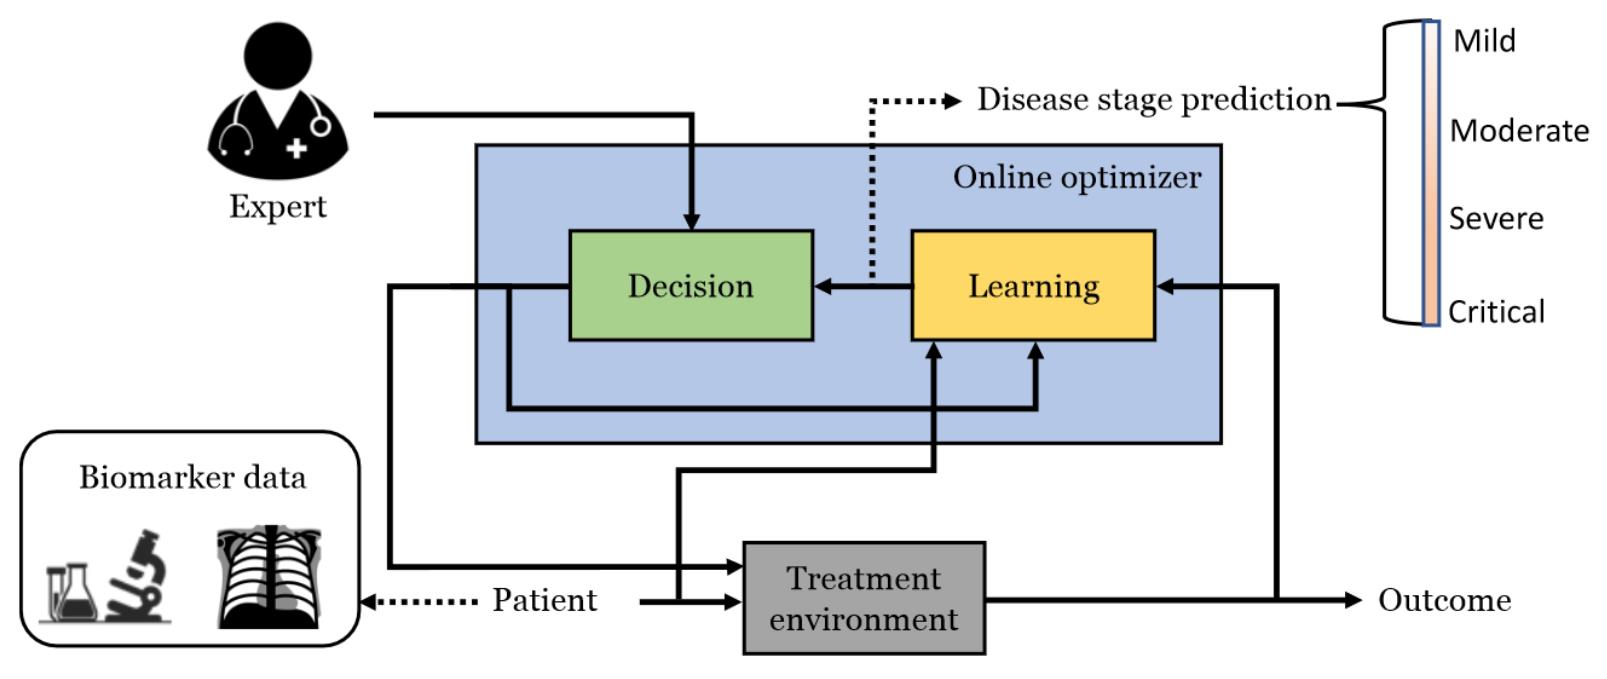 Mild
Disease stage prediction
Moderate
Online optimizer
Expert
Severe
Decision
Learning
Critical
Biomarker data
Treatment
environment
Patient
Outcome